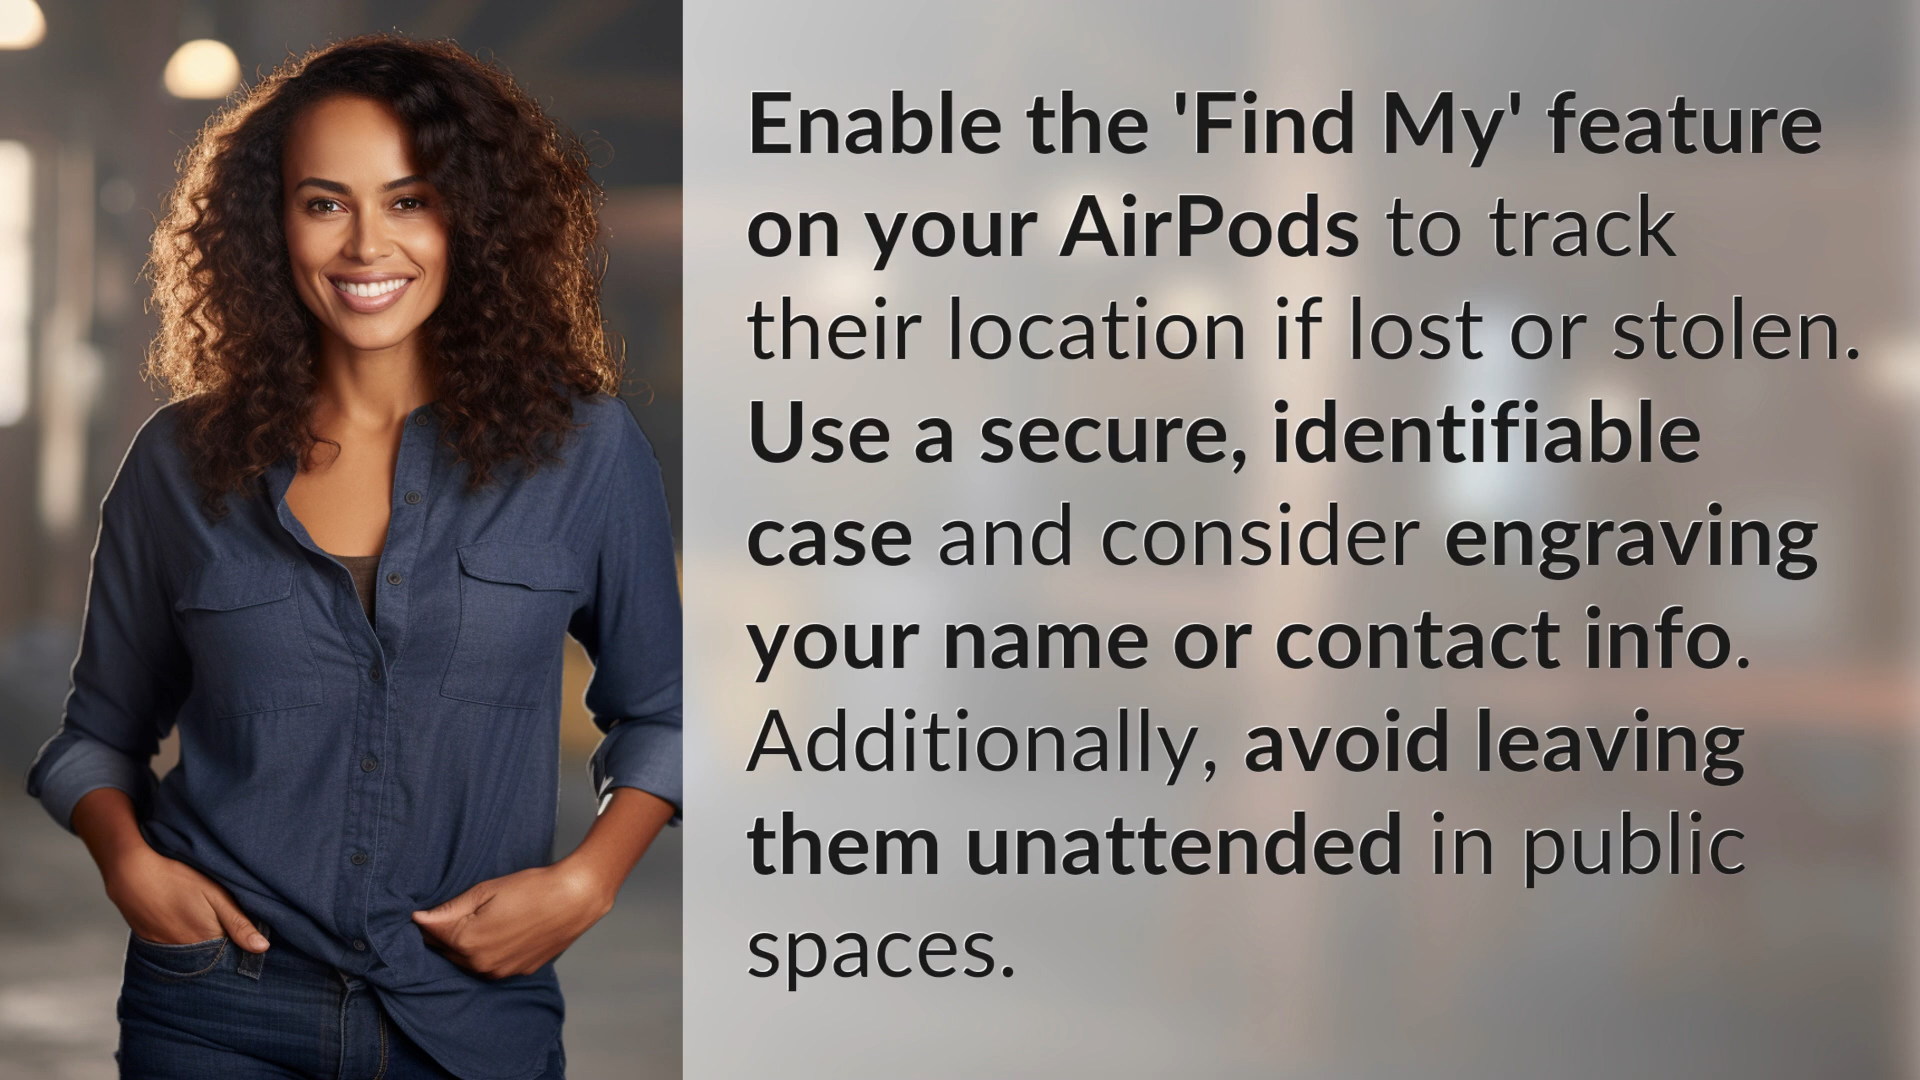 Enable the 'Find My' feature
on your AirPods to track
their location if lost or stolen.
Use a secure, identifiable
case and consider engraving
your name or contact info.
Additionally, avoid leaving
them unattended in public
spaces.